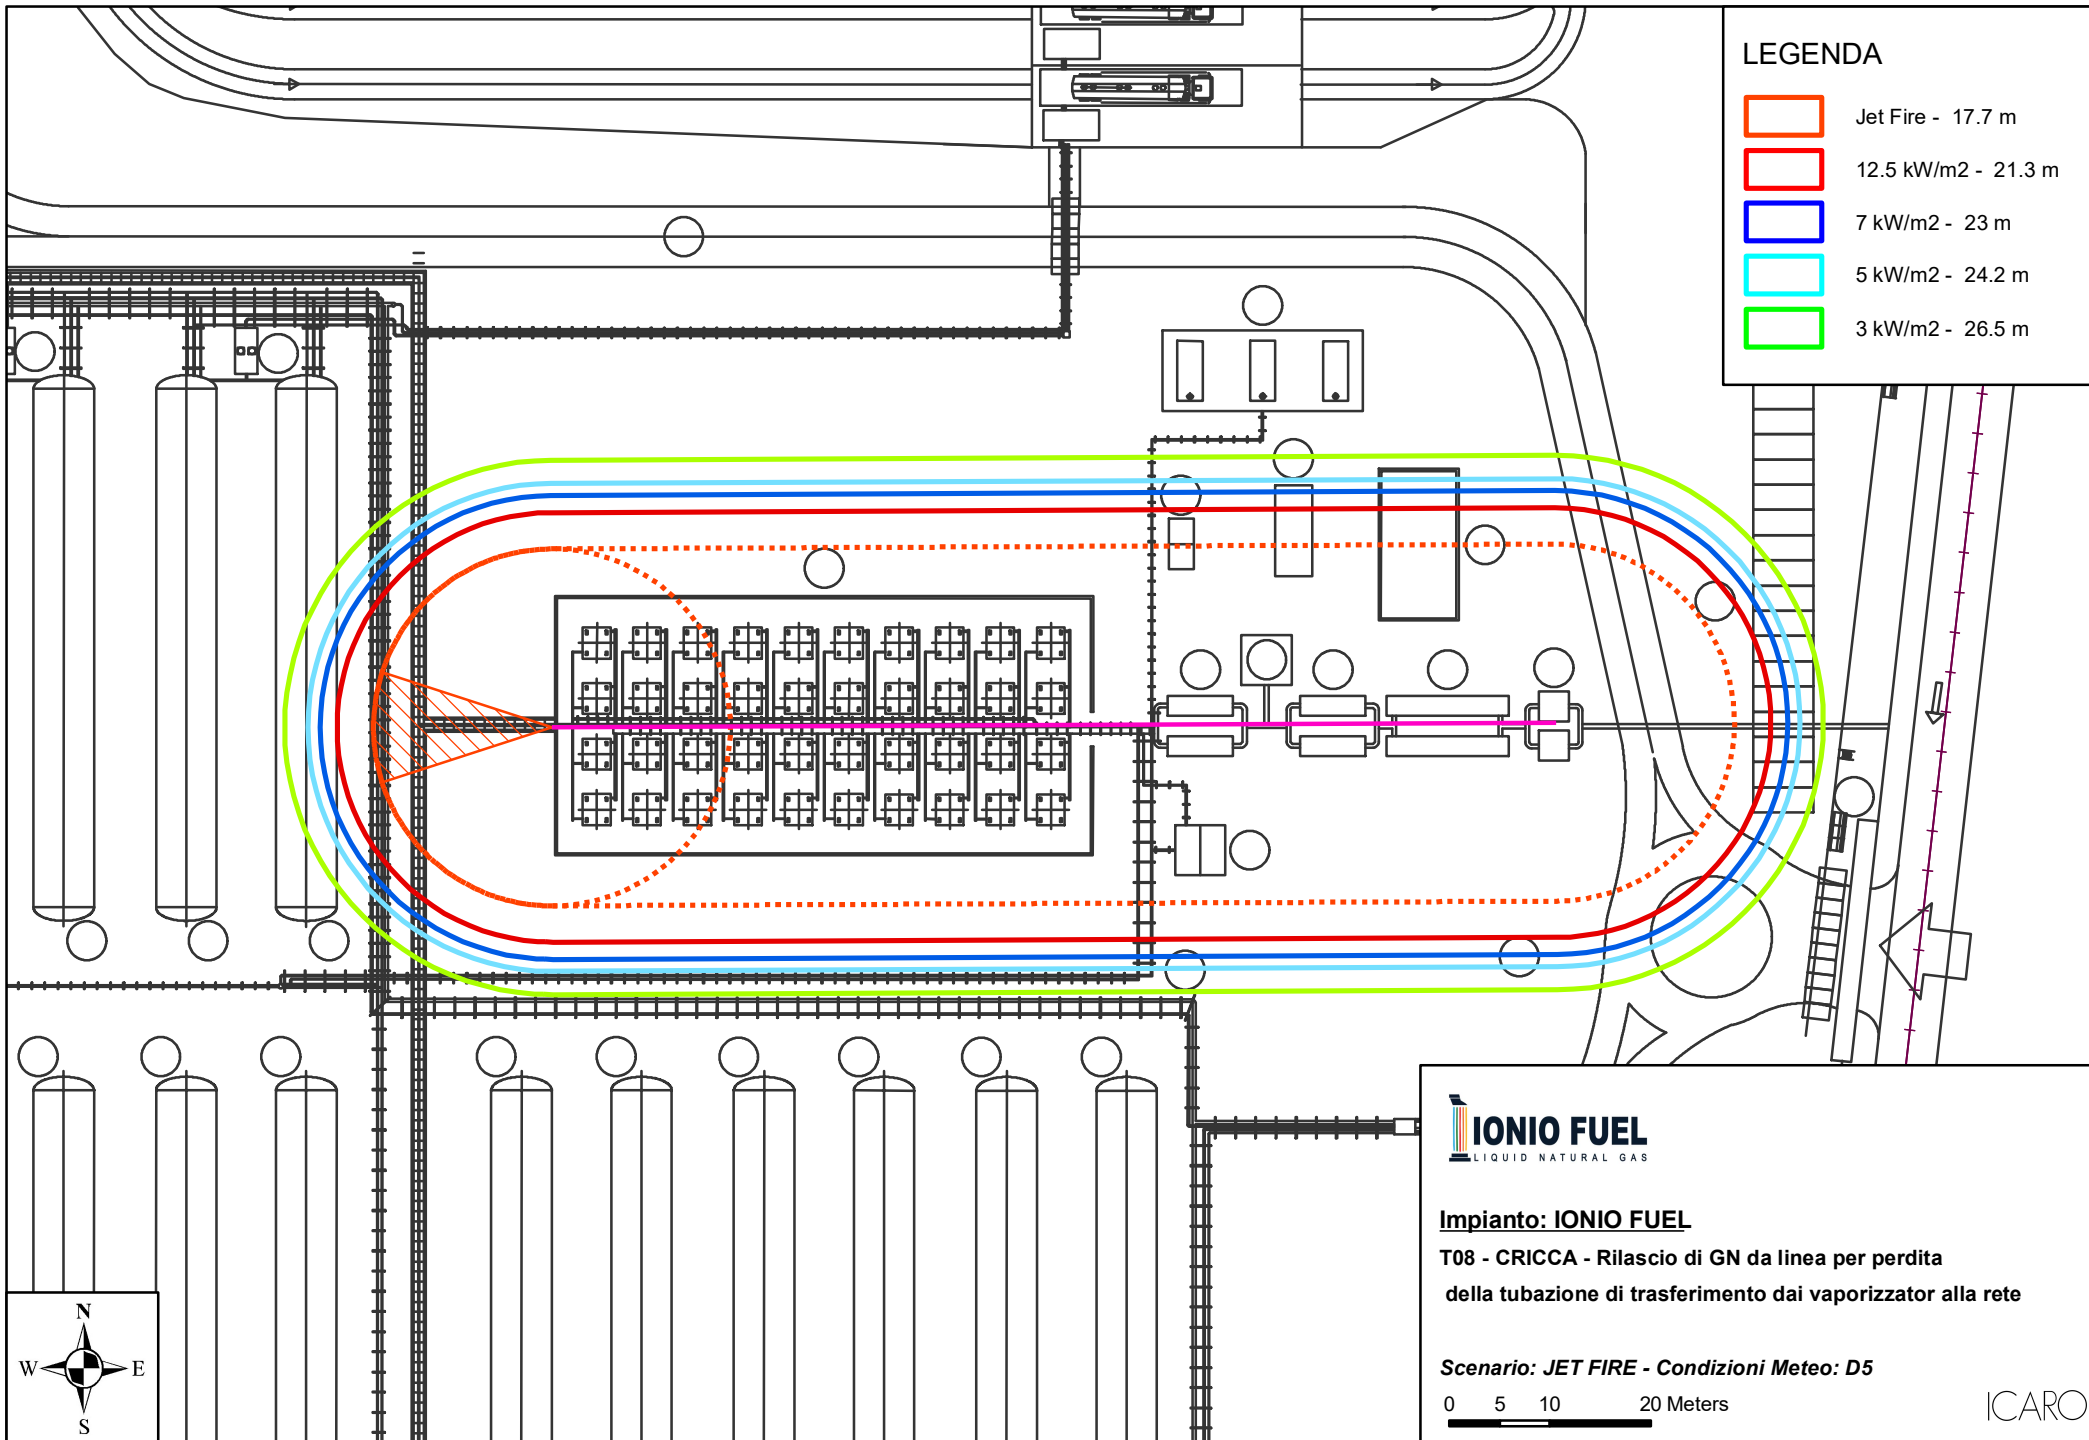 LEGENDA
Jet Fire - 17.7 m
12.5 kW/m2 - 21.3 m
7 kW/m2 - 23 m
5 kW/m2 - 24.2 m
3 kW/m2 - 26.5 m
IONIO FUEL
LIQUID NATURAL GAS
Impianto: IONIO FUEL
T08 - CRICCA - Rilascio di GN da linea per perdita
della tubazione di trasferimento dai vaporizzator alla rete
Scenario: JET FIRE - Condizioni Meteo: D5
0 5 10 20 Meters
ICARO
N
W E
S